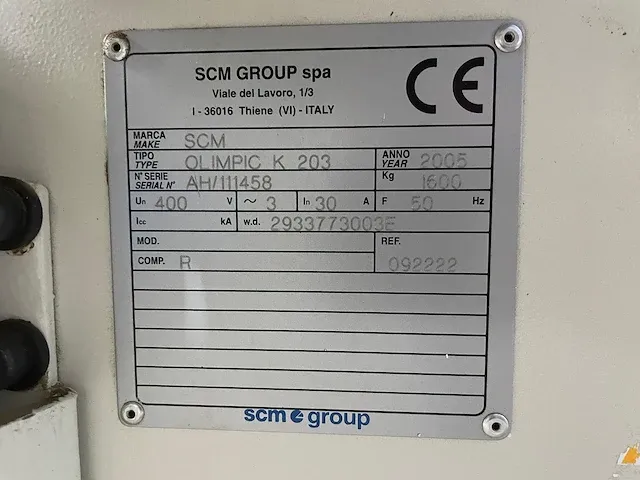 SCM GROUP spa
Viale del Lavoro, 1/3
I - 36016 Thiene (VI) - ITALY
CE
MARCA
MAKE SCM
TIPO
TYPE OLIMPIC K 203 ANNO
YEAR 2005
N° SERIE
SERIAL N° AH/111458 Kg 1600
Un 400 V ~ 3 In 30 A F 50 Hz
Icc kA w.d. 2933773003E
MOD. REF.
COMP. R 092222
scm group